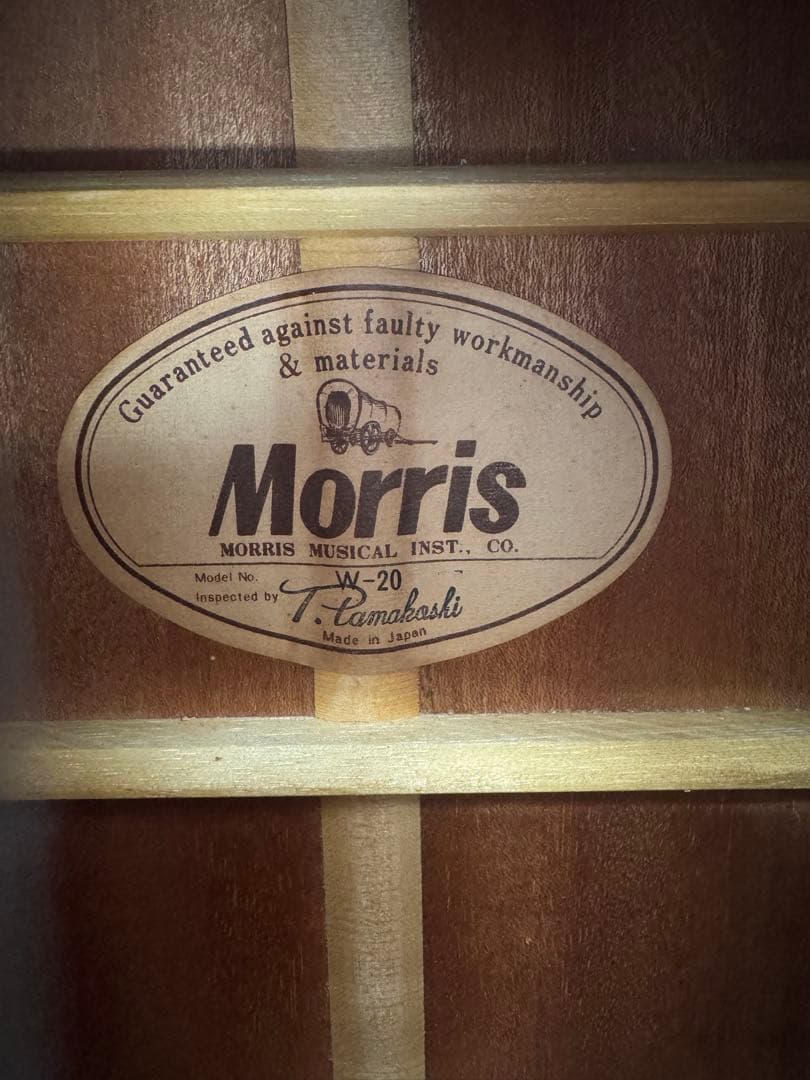 Guaranteed against faulty workmanship
& materials
Morris
MORRIS MUSICAL INST., CO.
Model No. W-20
Inspected by T.
Made in Japan